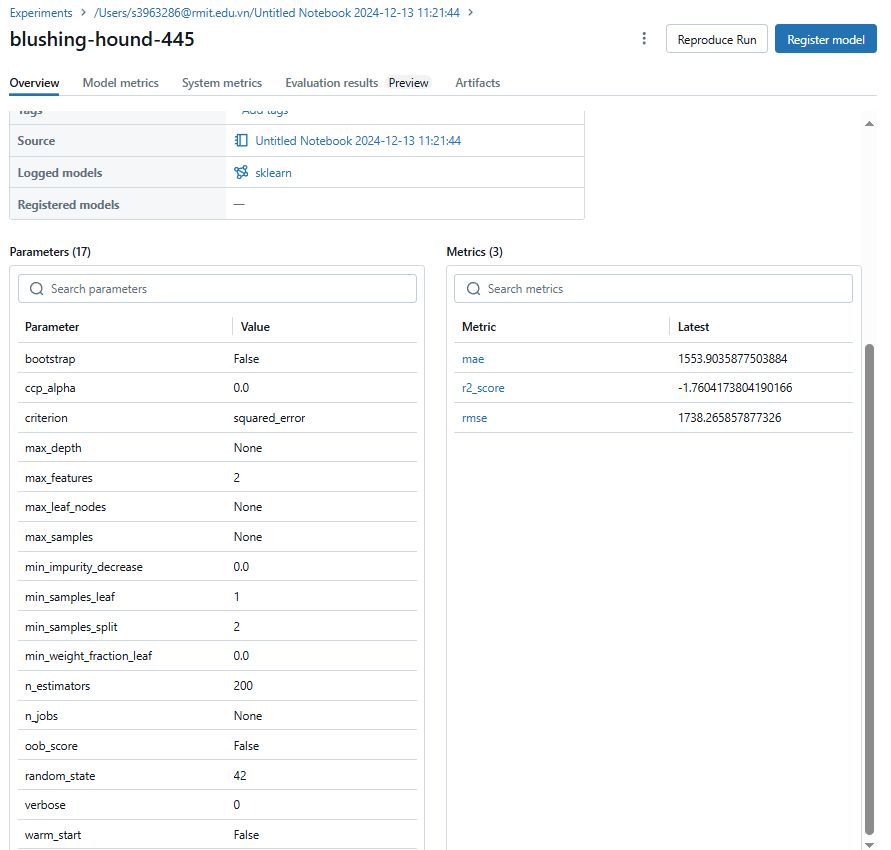 Experiments > /Users/s3963286@rmit.edu.vn/Untitled Notebook 2024-12-13 11:21:44 >
blushing-hound-445
Reproduce Run
Register model
Overview Model metrics System metrics Evaluation results Preview Artifacts
Tags Add tags
Source Untitled Notebook 2024-12-13 11:21:44
Logged models sklearn
Registered models —
Parameters (17)
Search parameters
Parameter Value
bootstrap False
ccp_alpha 0.0
criterion squared_error
max_depth None
max_features 2
max_leaf_nodes None
max_samples None
min_impurity_decrease 0.0
min_samples_leaf 1
min_samples_split 2
min_weight_fraction_leaf 0.0
n_estimators 200
n_jobs None
oob_score False
random_state 42
verbose 0
warm_start False
Metrics (3)
Search metrics
Metric Latest
mae 1553.9035877503884
r2_score -1.7604173804190166
rmse 1738.265857877326